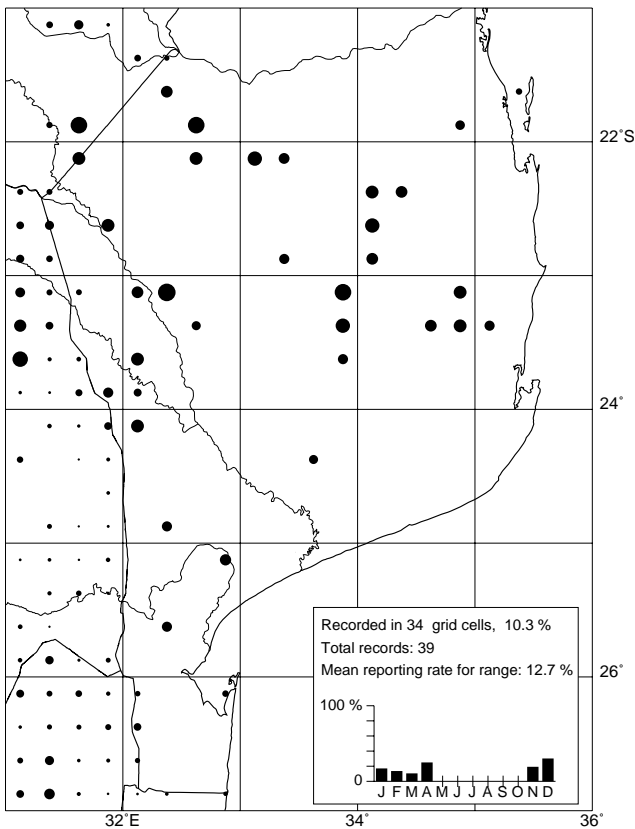 22°S
24°
26°
Recorded in 34 grid cells, 10.3 %
Total records: 39
Mean reporting rate for range: 12.7 %
100 %
0
J F M A M J J A S O N D
32°E
34°
36°